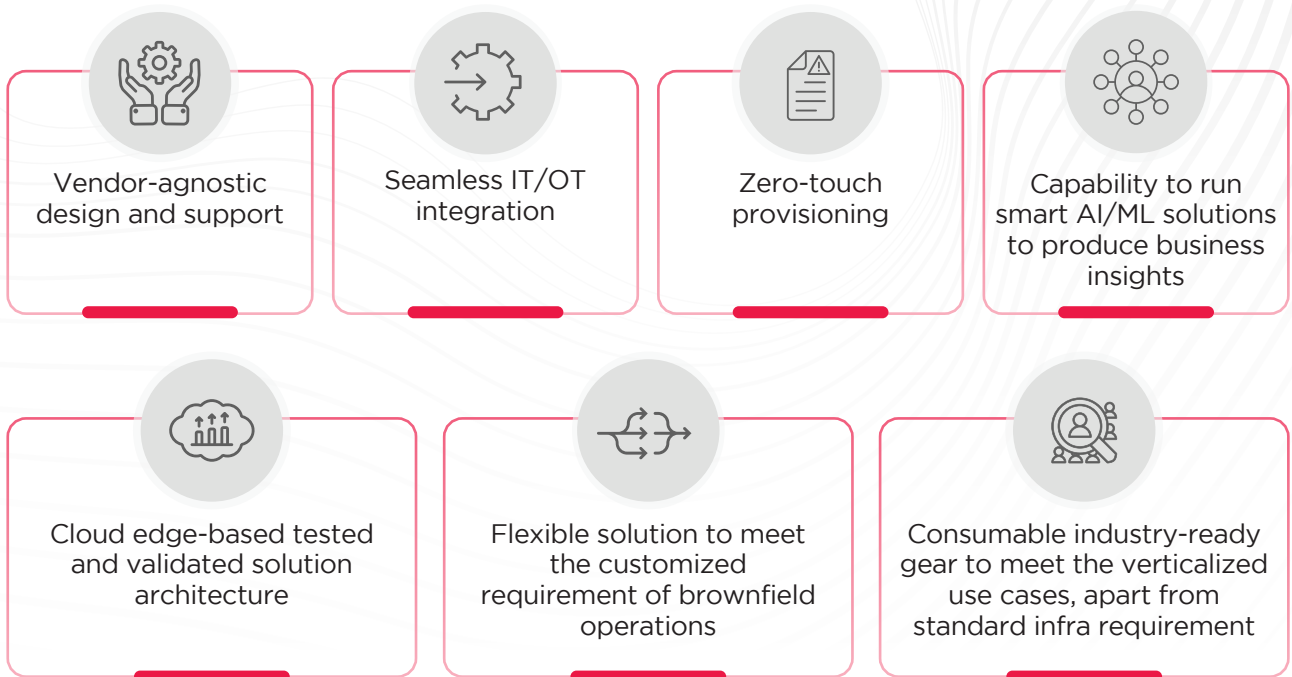 Vendor-agnostic
design and support
Seamless IT/OT
integration
Zero-touch
provisioning
Capability to run
smart AI/ML solutions
to produce business
insights
Cloud edge-based tested
and validated solution
architecture
Flexible solution to meet
the customized
requirement of brownfield
operations
Consumable industry-ready
gear to meet the verticalized
use cases, apart from
standard infra requirement